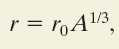 r = r₀A^{1/3},